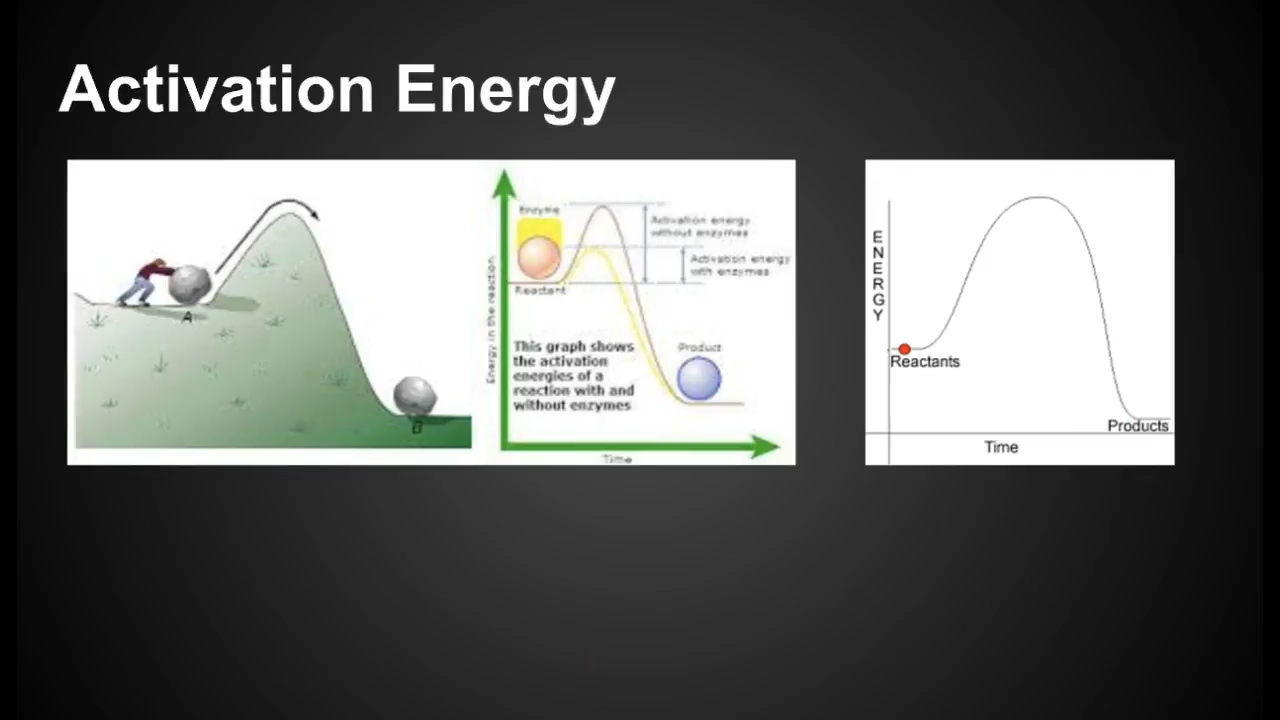 Activation Energy
A
B
Enzyme
Reactant
Activation energy
without enzymes
Activation energy
with enzymes
Energy in the reaction
This graph shows
the activation
energies of a
reaction with and
without enzymes
Product
Time
ENERGY
Reactants
Products
Time